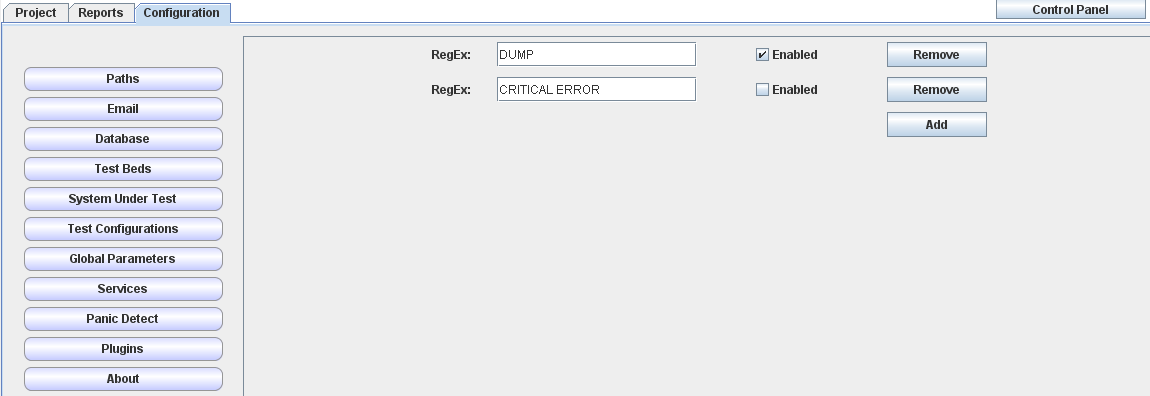 Project Reports Configuration Control Panel
RegEx: DUMP Enabled Remove
RegEx: CRITICAL ERROR Enabled Remove
Add
Paths
Email
Database
Test Beds
System Under Test
Test Configurations
Global Parameters
Services
Panic Detect
Plugins
About